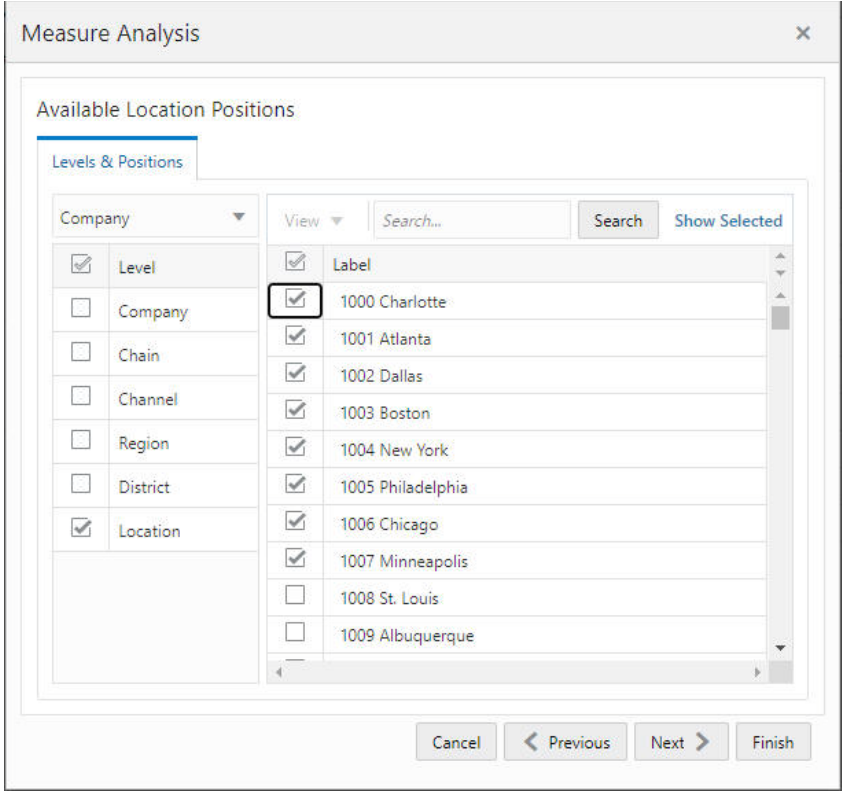 Measure Analysis
Available Location Positions
Levels & Positions
Company
View
Search...
Search
Show Selected
Level
Company
Chain
Channel
Region
District
Location
Label
1000 Charlotte
1001 Atlanta
1002 Dallas
1003 Boston
1004 New York
1005 Philadelphia
1006 Chicago
1007 Minneapolis
1008 St. Louis
1009 Albuquerque
Cancel
Previous
Next
Finish